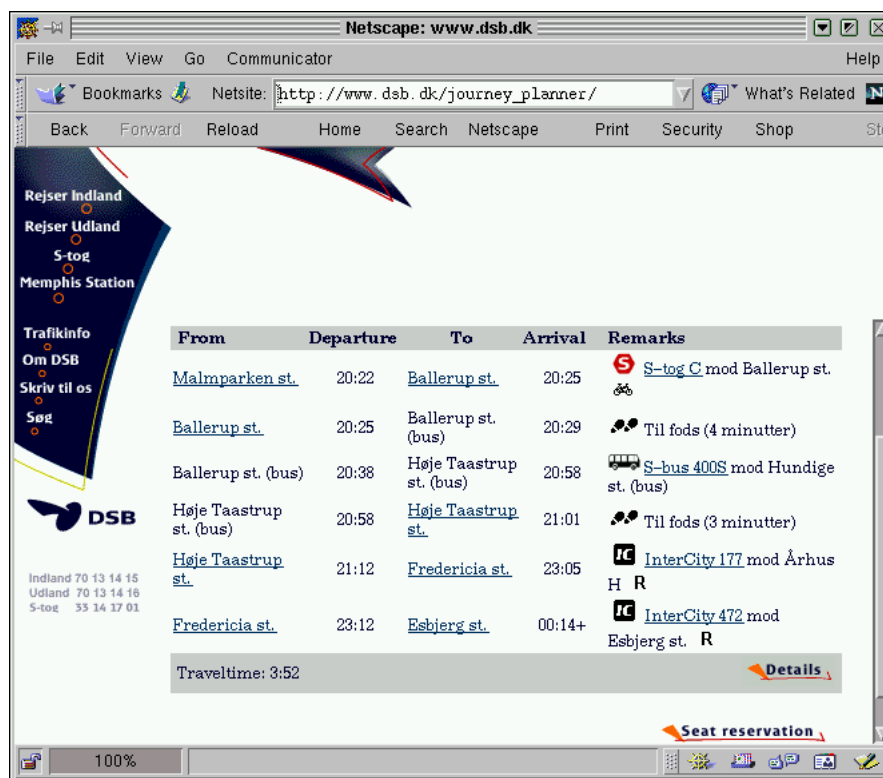 Netscape: www.dsb.dk
File Edit View Go Communicator Help
Bookmarks Netsite: http://www.dsb.dk/journey_planner/ What's Related N
Back Forward Reload Home Search Netscape Print Security Shop
Rejser Indland
Rejser Udland
S-tog
Memphis Station
Trafikinfo
Om DSB
Skriv til os
Søg
DSB
Indland 70 13 14 15
Udland 70 13 14 16
S-tog 33 14 17 01
From Departure To Arrival Remarks
Malmparken st. 20:22 Ballerup st. 20:25 S S-tog C mod Ballerup st.
Ballerup st. 20:25 Ballerup st. (bus) 20:29 Til fods (4 minutter)
Ballerup st. (bus) 20:38 Høje Taastrup st. (bus) 20:58 S-bus 400S mod Hundige st. (bus)
Høje Taastrup st. (bus) 20:58 Høje Taastrup st. 21:01 Til fods (3 minutter)
Høje Taastrup st. 21:12 Fredericia st. 23:05 IC InterCity 177 mod Århus H R
Fredericia st. 23:12 Esbjerg st. 00:14+ IC InterCity 472 mod Esbjerg st. R
Traveltime: 3:52 Details
Seat reservation
100%